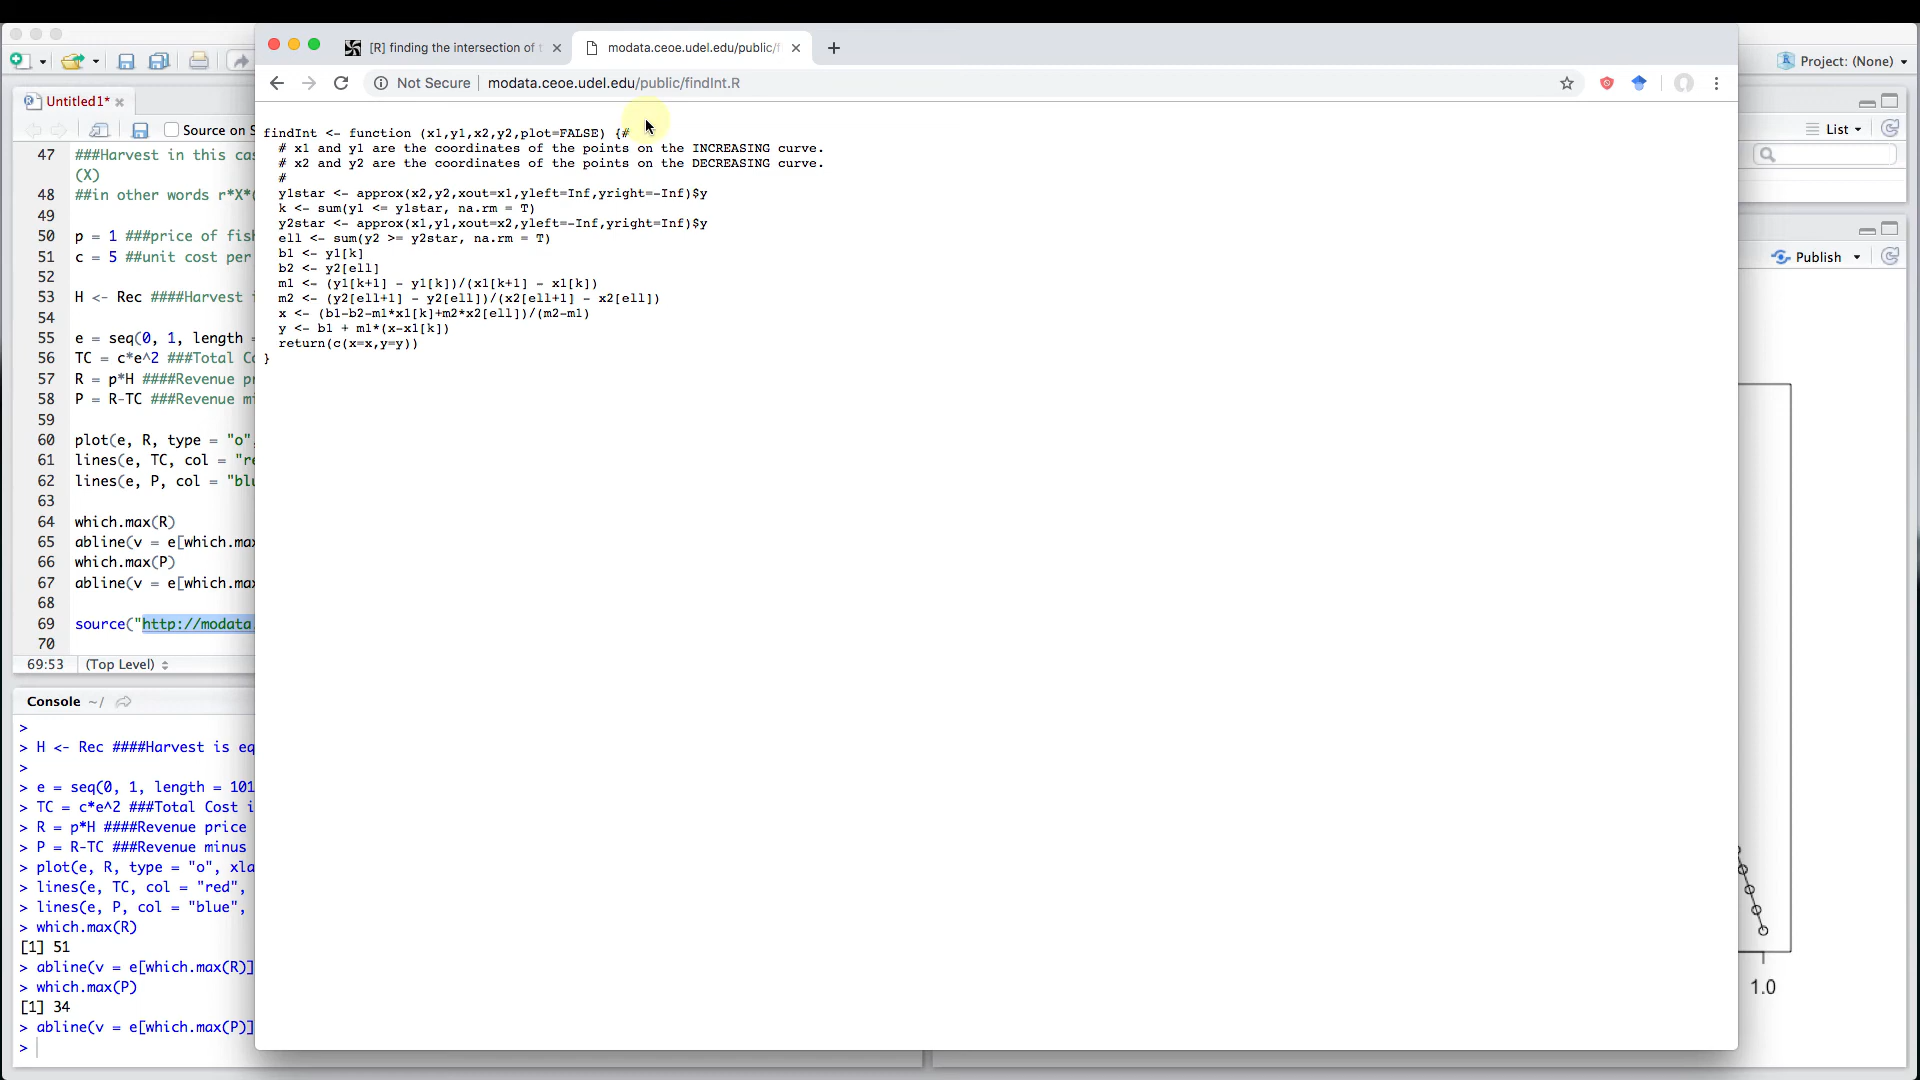 [R] finding the intersection of t
modata.ceoe.udel.edu/public/f
Not Secure
modata.ceoe.udel.edu/public/findInt.R
Project: (None)
Untitled1*
Source on S
47 ###Harvest in this cas
(X)
48 ##in other words r*X*(
49
50 p = 1 ###price of fish
51 c = 5 ##unit cost per
52
53 H <- Rec ####Harvest i
54
55 e = seq(0, 1, length =
56 TC = c*e^2 ###Total Co
57 R = p*H ####Revenue pr
58 P = R-TC ###Revenue mi
59
60 plot(e, R, type = "o",
61 lines(e, TC, col = "re
62 lines(e, P, col = "blu
63
64 which.max(R)
65 abline(v = e[which.max
66 which.max(P)
67 abline(v = e[which.max
68
69 source("http://modata.
70
69:53 (Top Level)
Console ~/
>
> H <- Rec ####Harvest is eq
>
> e = seq(0, 1, length = 101
> TC = c*e^2 ###Total Cost i
> R = p*H ####Revenue price
> P = R-TC ###Revenue minus
> plot(e, R, type = "o", xla
> lines(e, TC, col = "red",
> lines(e, P, col = "blue",
> which.max(R)
[1] 51
> abline(v = e[which.max(R)]
> which.max(P)
[1] 34
> abline(v = e[which.max(P)]
>
findInt <- function (x1,y1,x2,y2,plot=FALSE) {#
# x1 and y1 are the coordinates of the points on the INCREASING curve.
# x2 and y2 are the coordinates of the points on the DECREASING curve.
#
y1star <- approx(x2,y2,xout=x1,yleft=Inf,yright=-Inf)$y
k <- sum(y1 <= y1star, na.rm = T)
y2star <- approx(x1,y1,xout=x2,yleft=-Inf,yright=Inf)$y
ell <- sum(y2 >= y2star, na.rm = T)
b1 <- y1[k]
b2 <- y2[ell]
m1 <- (y1[k+1] - y1[k])/(x1[k+1] - x1[k])
m2 <- (y2[ell+1] - y2[ell])/(x2[ell+1] - x2[ell])
x <- (b1-b2-m1*x1[k]+m2*x2[ell])/(m2-m1)
y <- b1 + m1*(x-x1[k])
return(c(x=x,y=y))
}
List
Publish
1.0